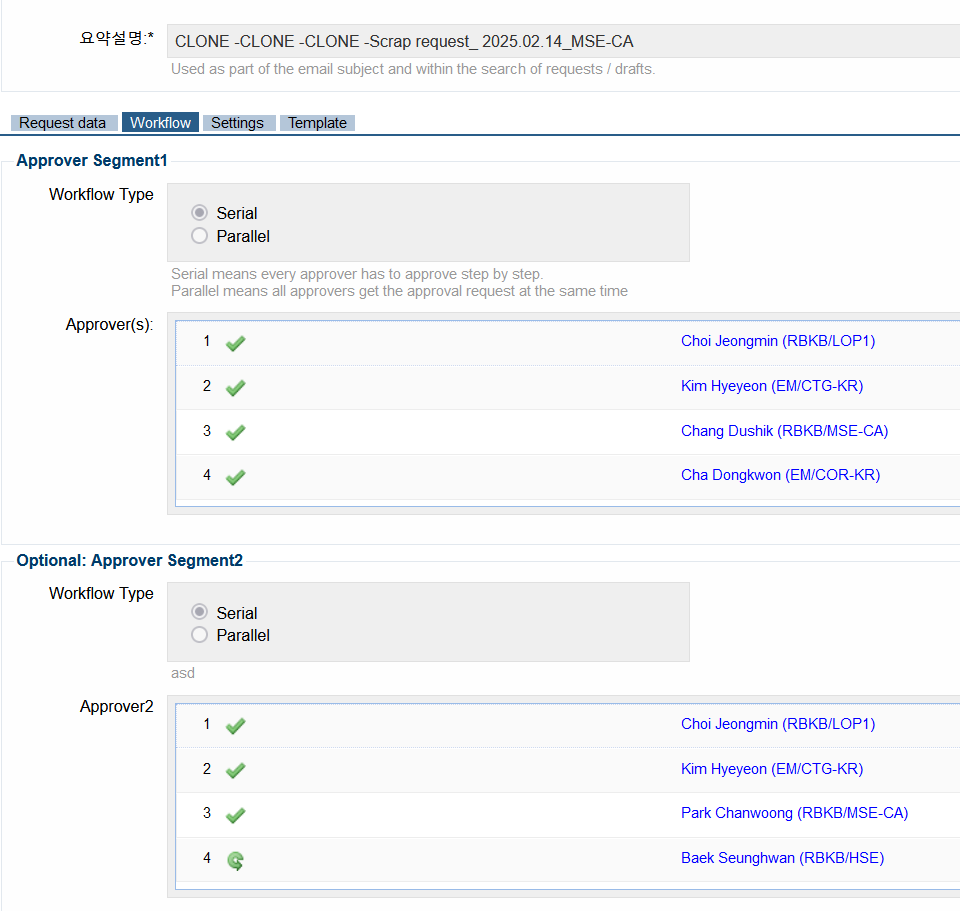 요약설명:* CLONE -CLONE -CLONE -Scrap request_ 2025.02.14_MSE-CA
Used as part of the email subject and within the search of requests / drafts.
Request data Workflow Settings Template
Approver Segment1
Workflow Type
Serial
Parallel
Serial means every approver has to approve step by step.
Parallel means all approvers get the approval request at the same time
Approver(s):
1 Choi Jeongmin (RBKB/LOP1)
2 Kim Hyeyeon (EM/CTG-KR)
3 Chang Dushik (RBKB/MSE-CA)
4 Cha Dongkwon (EM/COR-KR)
Optional: Approver Segment2
Workflow Type
Serial
Parallel
asd
Approver2
1 Choi Jeongmin (RBKB/LOP1)
2 Kim Hyeyeon (EM/CTG-KR)
3 Park Chanwoong (RBKB/MSE-CA)
4 Baek Seunghwan (RBKB/HSE)